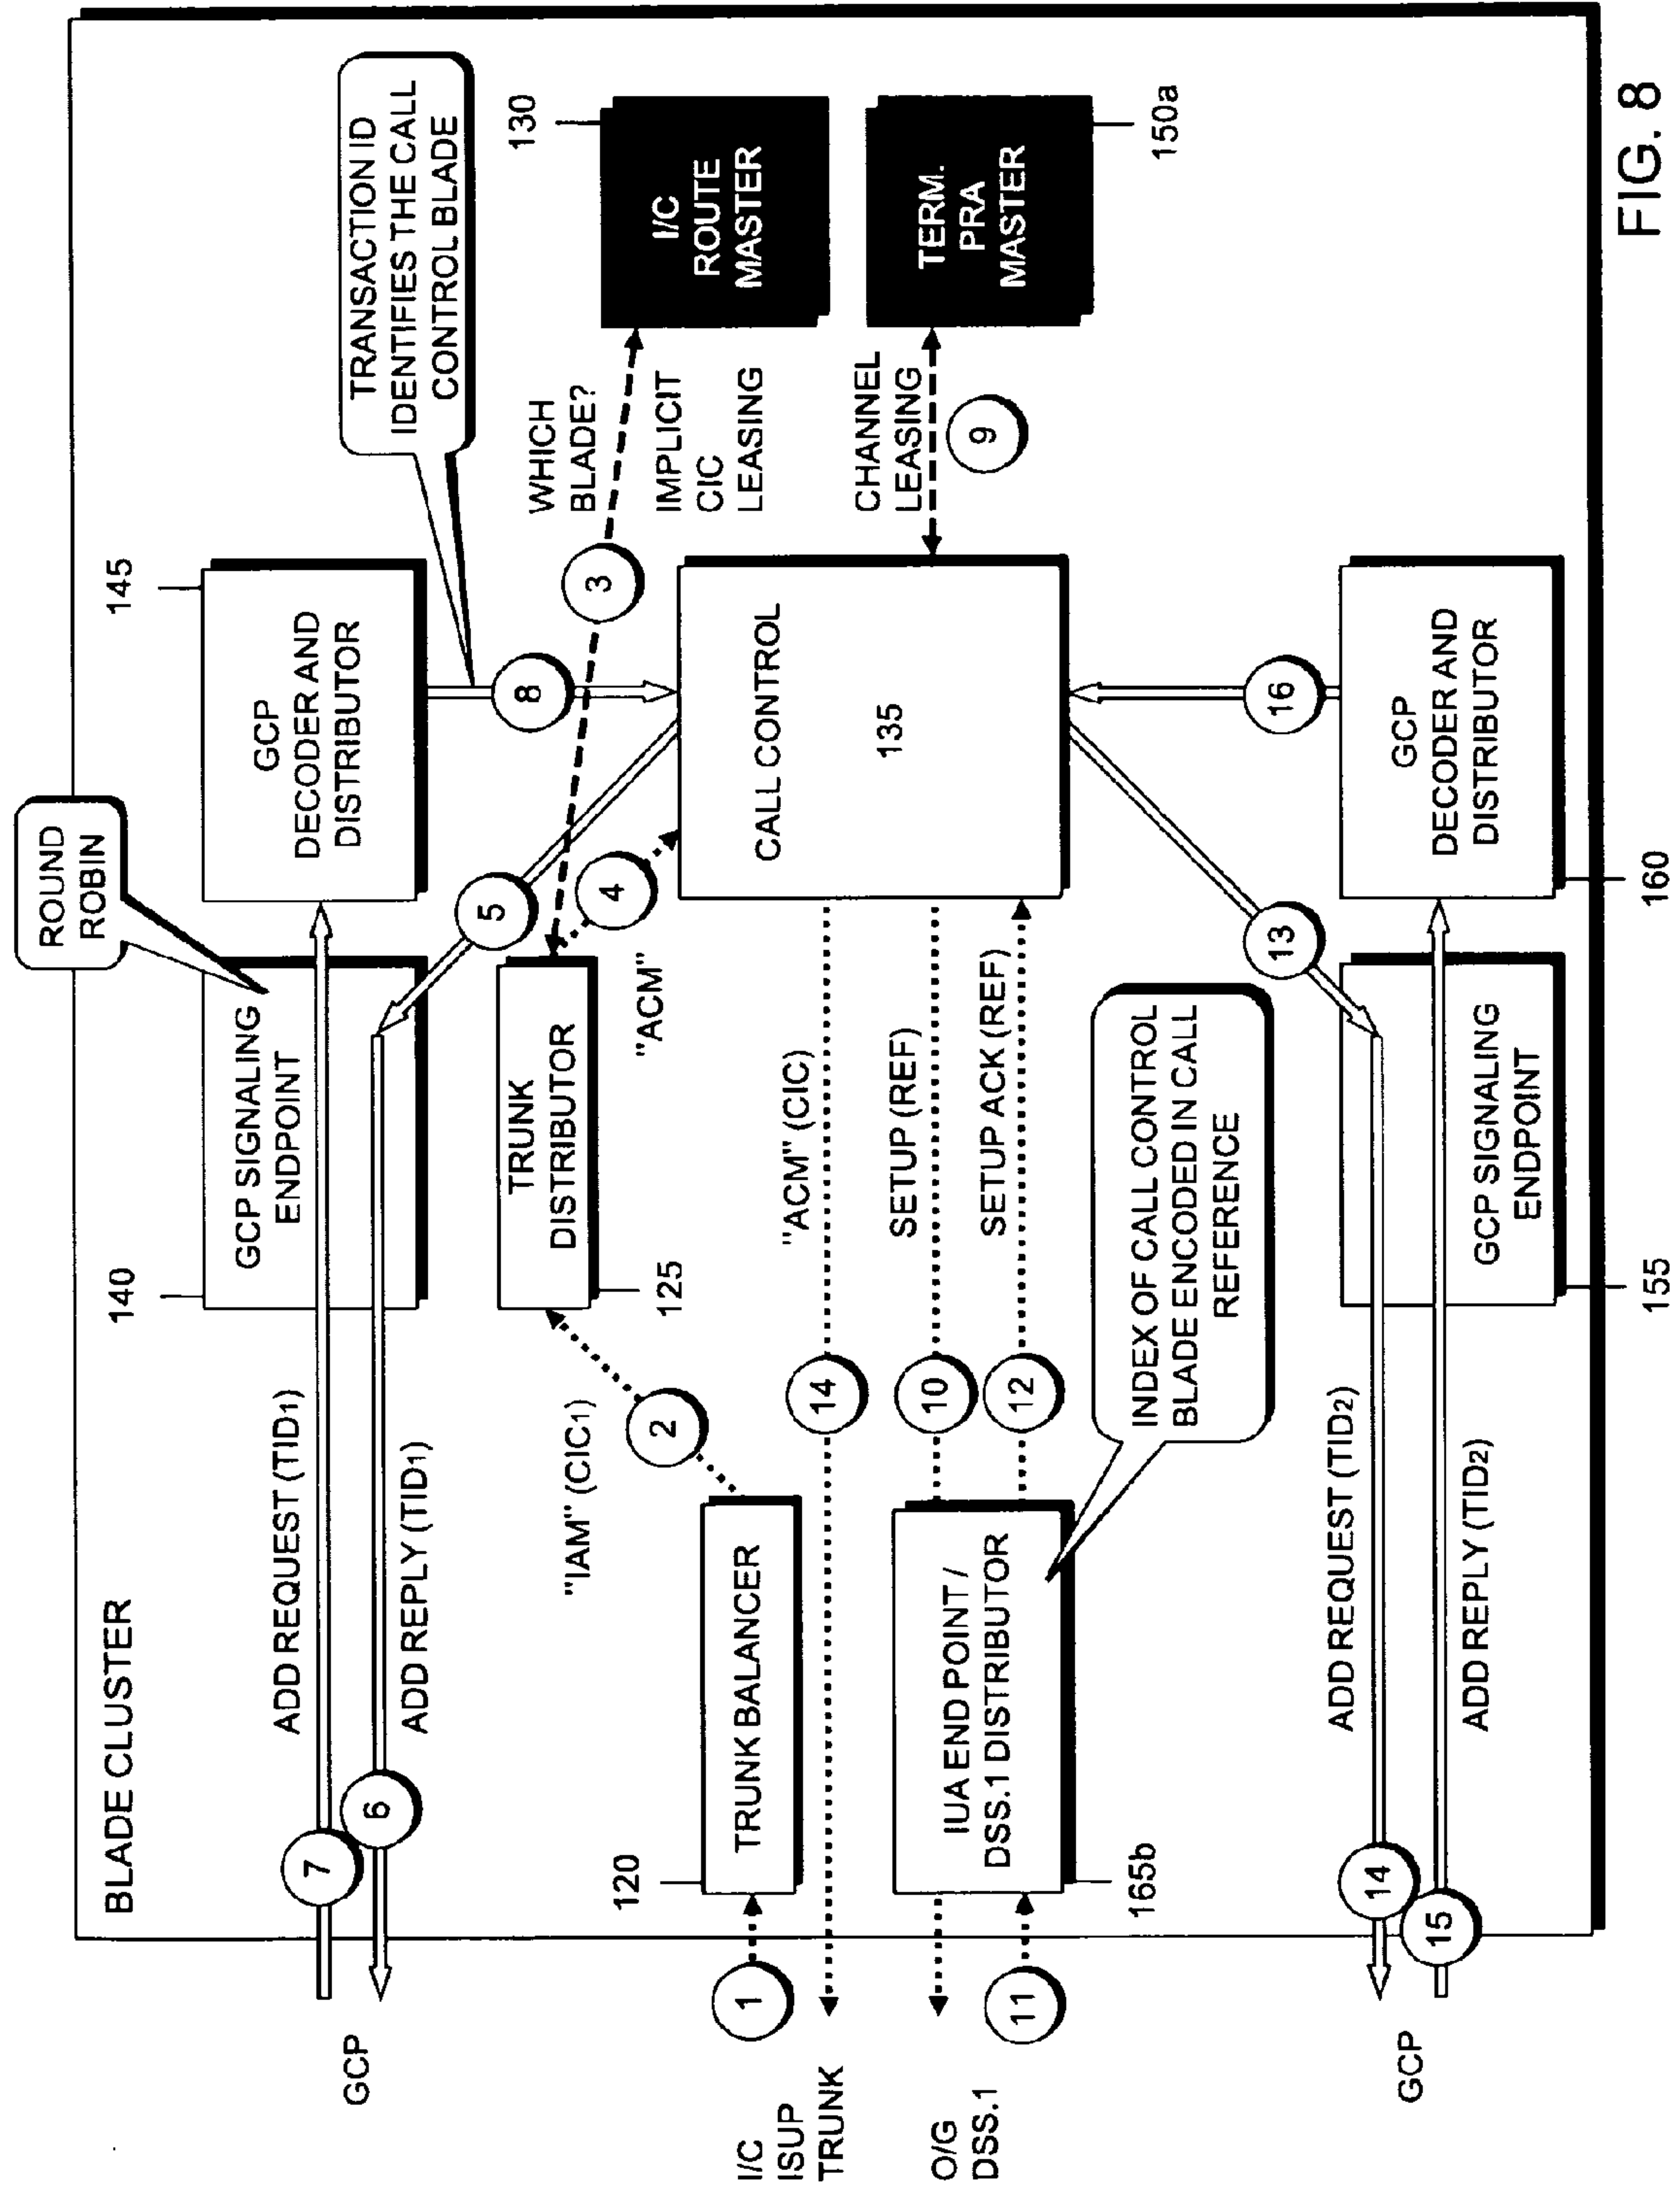 BLADE CLUSTER
ROUND
ROBIN
TRANSACTION ID
IDENTIFIES THE CALL
CONTROL BLADE
140
145
GCP SIGNALING
ENDPOINT
GCP
DECODER AND
DISTRIBUTOR
GCP
7
ADD REQUEST (TID1)
6
ADD REPLY (TID1)
5
8
130
WHICH
BLADE?
3
IMPLICIT
CIC
LEASING
I/C
ROUTE
MASTER
"IAM" (CIC1)
2
TRUNK
DISTRIBUTOR
125
4
"ACM"
120
TRUNK BALANCER
1
I/C
ISUP
TRUNK
14
"ACM" (CIC)
CALL CONTROL
135
CHANNEL
LEASING
9
TERM.
PRA
MASTER
150a
O/G
DSS.1
IUA END POINT /
DSS.1 DISTRIBUTOR
10
SETUP (REF)
11
12
SETUP ACK (REF)
165b
INDEX OF CALL CONTROL
BLADE ENCODED IN CALL
REFERENCE
13
16
ADD REQUEST (TID2)
14
GCP
15
ADD REPLY (TID2)
GCP SIGNALING
ENDPOINT
GCP
DECODER AND
DISTRIBUTOR
155
160
FIG. 8